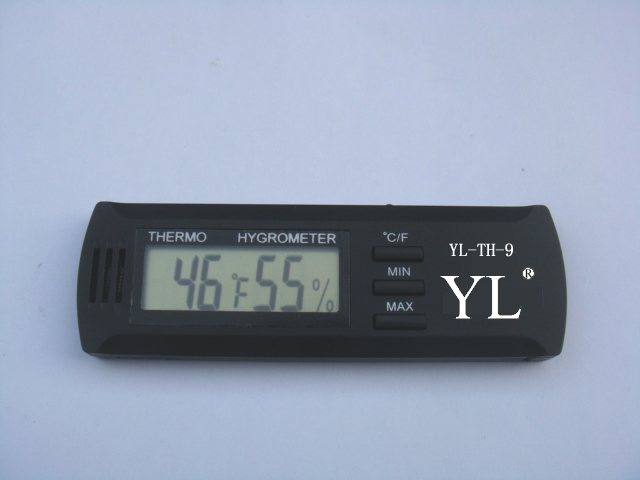 THERMO HYGROMETER
46°F 55%
°C/F
MIN
MAX
YL-TH-9
YL®